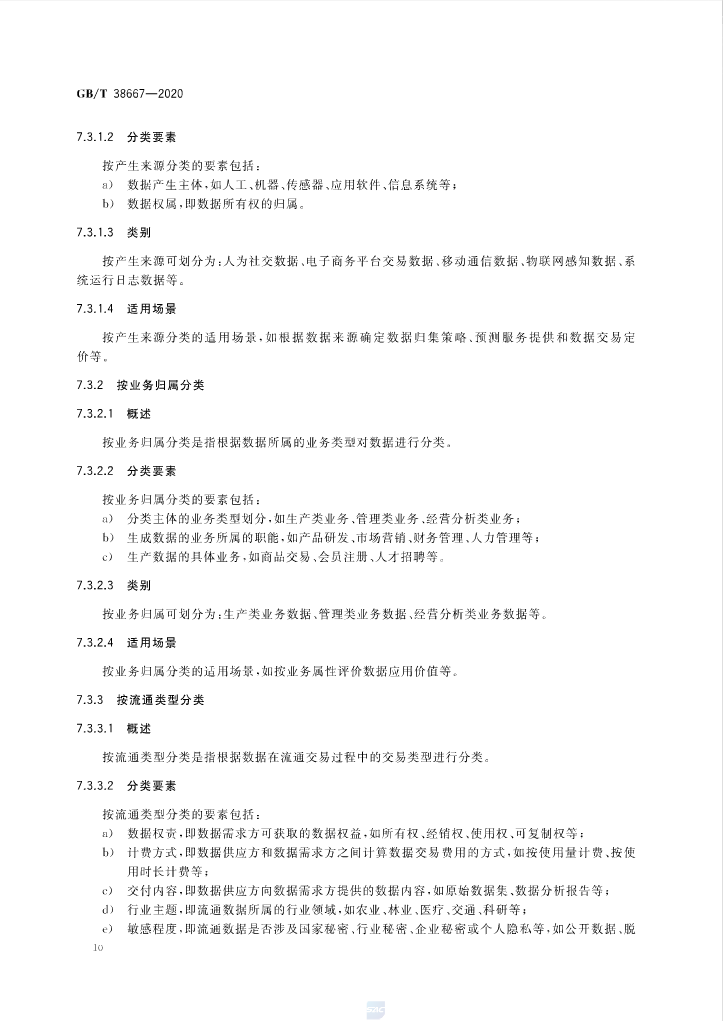 GB/T 38667—2020
7.3.1.2 分类要素
按产生来源分类的要素包括：
a) 数据产生主体，如人工、机器、传感器、应用软件、信息系统等；
b) 数据权属，即数据所有权的归属。
7.3.1.3 类别
按产生来源可划分为：人为社交数据、电子商务平台交易数据、移动通信数据、物联网感知数据、系
统运行日志数据等。
7.3.1.4 适用场景
按产生来源分类的适用场景，如根据数据来源确定数据归集策略、预测服务提供和数据交易定
价等。
7.3.2 按业务归属分类
7.3.2.1 概述
按业务归属分类是指根据数据所属的业务类型对数据进行分类。
7.3.2.2 分类要素
按业务归属分类的要素包括：
a) 分类主体的业务类型划分，如生产类业务、管理类业务、经营分析类业务；
b) 生成数据的业务所属的职能，如产品研发、市场营销、财务管理、人力管理等；
c) 生产数据的具体业务，如商品交易、会员注册、人才招聘等。
7.3.2.3 类别
按业务归属可划分为：生产类业务数据、管理类业务数据、经营分析类业务数据等。
7.3.2.4 适用场景
按业务归属分类的适用场景，如按业务属性评价数据应用价值等。
7.3.3 按流通类型分类
7.3.3.1 概述
按流通类型分类是指根据数据在流通交易过程中的交易类型进行分类。
7.3.3.2 分类要素
按流通类型分类的要素包括：
a) 数据权责，即数据需求方可获取的数据权益，如所有权、经销权、使用权、可复制权等；
b) 计费方式，即数据供应方和数据需求方之间计算数据交易费用的方式，如按使用量计费、按使
用时长计费等；
c) 交付内容，即数据供应方向数据需求方提供的数据内容，如原始数据集、数据分析报告等；
d) 行业主题，即流通数据所属的行业领域，如农业、林业、医疗、交通、科研等；
e) 敏感程度，即流通数据是否涉及国家秘密、行业秘密、企业秘密或个人隐私等，如公开数据、脱
10